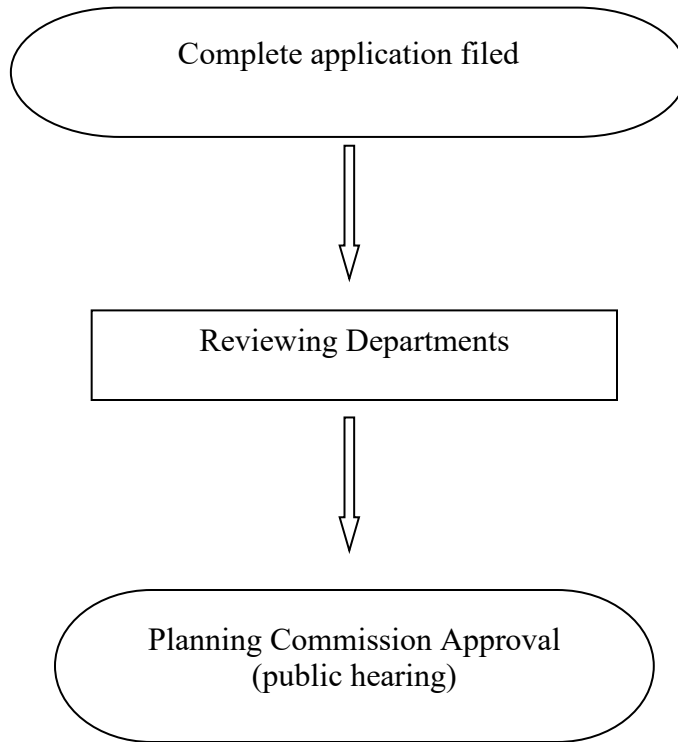 Complete application filed
Reviewing Departments
Planning Commission Approval
(public hearing)